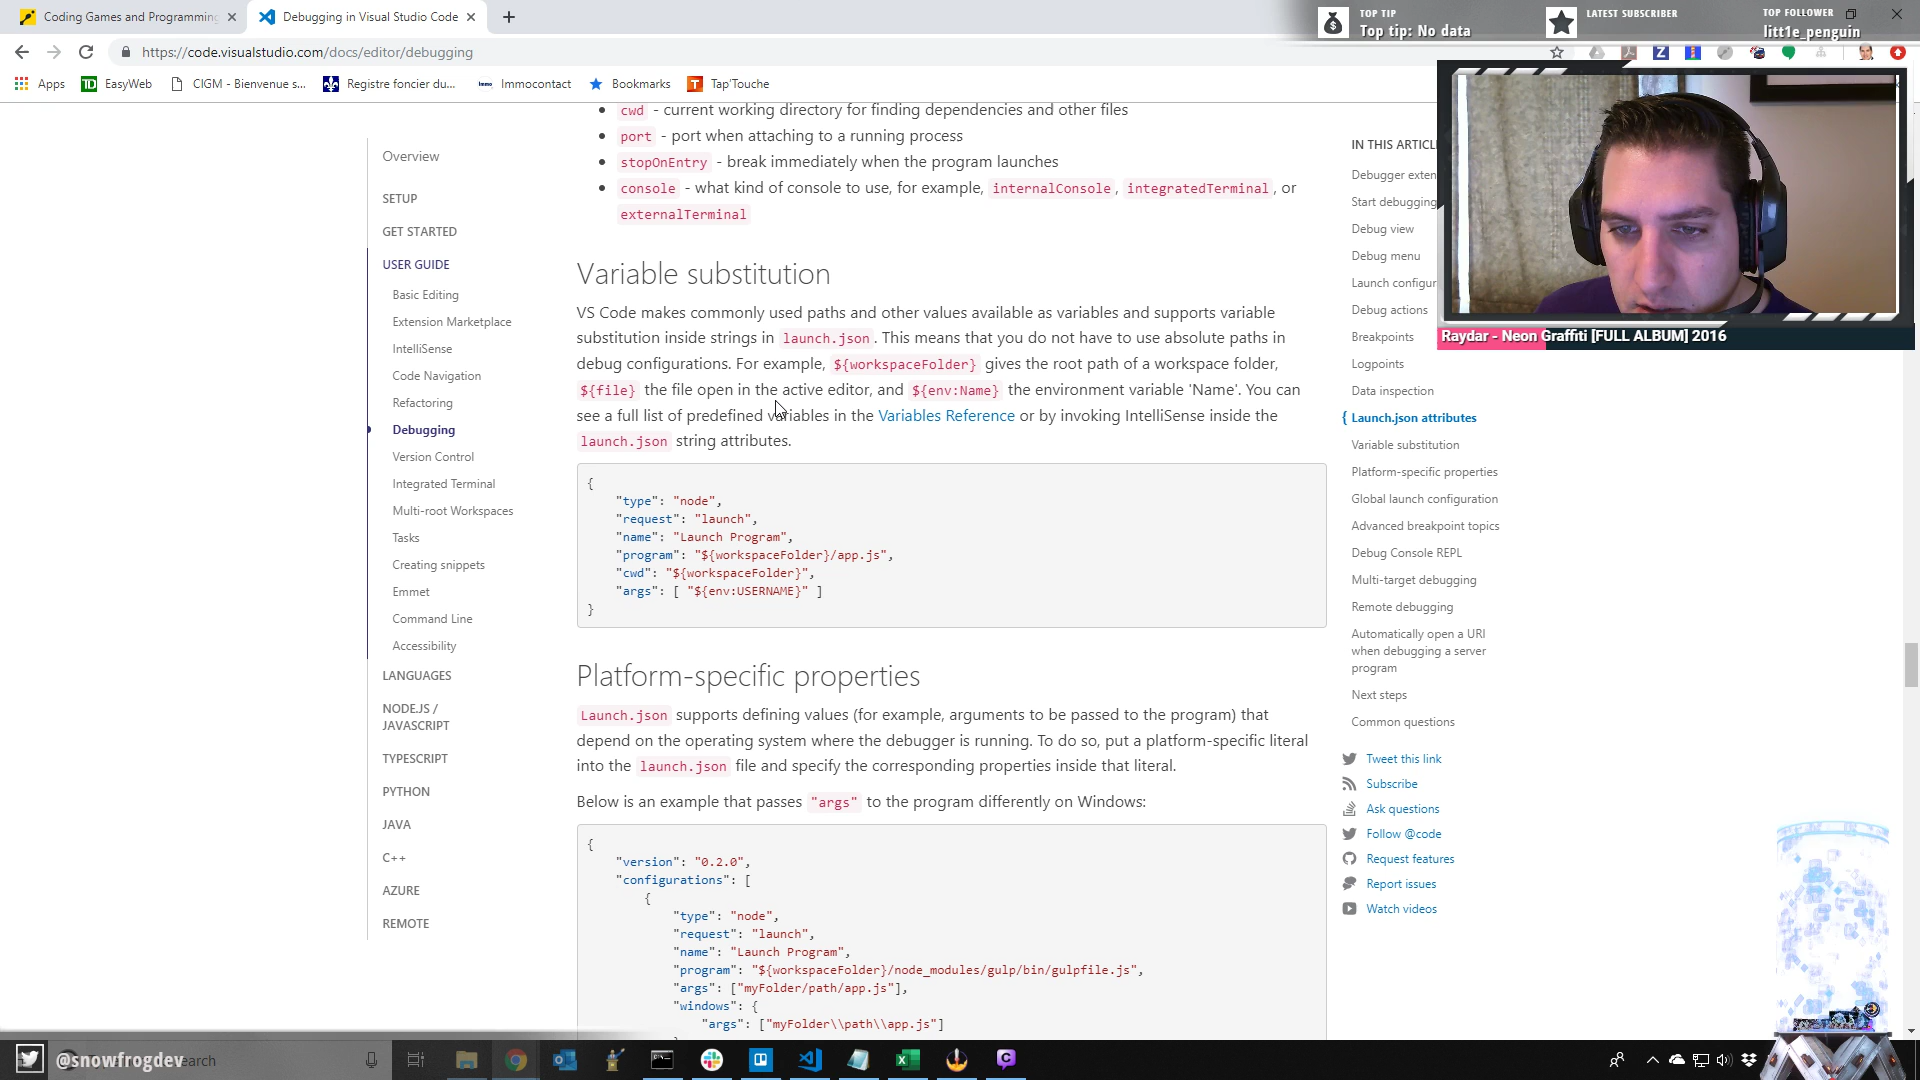 Coding Games and Programming
Debugging in Visual Studio Code
TOP TIP
Top tip: No data
LATEST SUBSCRIBER
TOP FOLLOWER
litt1e_penguin
https://code.visualstudio.com/docs/editor/debugging
Apps
EasyWeb
CIGM - Bienvenue s...
Registre foncier du...
Immocontact
Bookmarks
Tap'Touche
Overview
SETUP
GET STARTED
USER GUIDE
Basic Editing
Extension Marketplace
IntelliSense
Code Navigation
Refactoring
Debugging
Version Control
Integrated Terminal
Multi-root Workspaces
Tasks
Creating snippets
Emmet
Command Line
Accessibility
LANGUAGES
NODE.JS /
JAVASCRIPT
TYPESCRIPT
PYTHON
JAVA
C++
AZURE
REMOTE
cwd - current working directory for finding dependencies and other files
port - port when attaching to a running process
stopOnEntry - break immediately when the program launches
console - what kind of console to use, for example, internalConsole, integratedTerminal, or
externalTerminal
Variable substitution
VS Code makes commonly used paths and other values available as variables and supports variable
substitution inside strings in launch.json. This means that you do not have to use absolute paths in
debug configurations. For example, ${workspaceFolder} gives the root path of a workspace folder,
${file} the file open in the active editor, and ${env:Name} the environment variable 'Name'. You can
see a full list of predefined variables in the Variables Reference or by invoking IntelliSense inside the
launch.json string attributes.
{
"type": "node",
"request": "launch",
"name": "Launch Program",
"program": "${workspaceFolder}/app.js",
"cwd": "${workspaceFolder}",
"args": [ "${env:USERNAME}" ]
}
Platform-specific properties
Launch.json supports defining values (for example, arguments to be passed to the program) that
depend on the operating system where the debugger is running. To do so, put a platform-specific literal
into the launch.json file and specify the corresponding properties inside that literal.
Below is an example that passes "args" to the program differently on Windows:
{
"version": "0.2.0",
"configurations": [
{
"type": "node",
"request": "launch",
"name": "Launch Program",
"program": "${workspaceFolder}/node_modules/gulp/bin/gulpfile.js",
"args": ["myFolder/path/app.js"],
"windows": {
"args": ["myFolder\\path\\app.js"]
IN THIS ARTICL
Debugger exten
Start debugging
Debug view
Debug menu
Launch configur
Debug actions
Breakpoints
Logpoints
Data inspection
{ Launch.json attributes
Variable substitution
Platform-specific properties
Global launch configuration
Advanced breakpoint topics
Debug Console REPL
Multi-target debugging
Remote debugging
Automatically open a URI
when debugging a server
program
Next steps
Common questions
Tweet this link
Subscribe
Ask questions
Follow @code
Request features
Report issues
Watch videos
Raydar - Neon Graffiti [FULL ALBUM] 2016
@snowfrogdev
earch